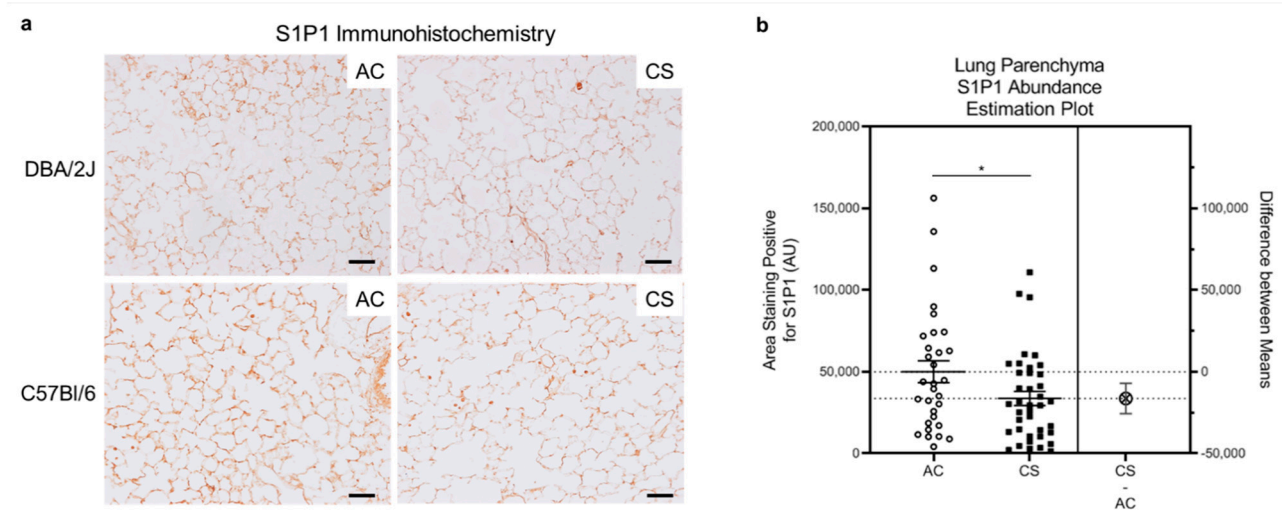 a
S1P1 Immunohistochemistry
AC
CS
DBA/2J
AC
CS
C57Bl/6
b
Lung Parenchyma
S1P1 Abundance
Estimation Plot
Area Staining Positive
for S1P1 (AU)
200,000
150,000
100,000
50,000
0
*
100,000
50,000
0
-50,000
Difference between Means
AC
CS
CS
-
AC